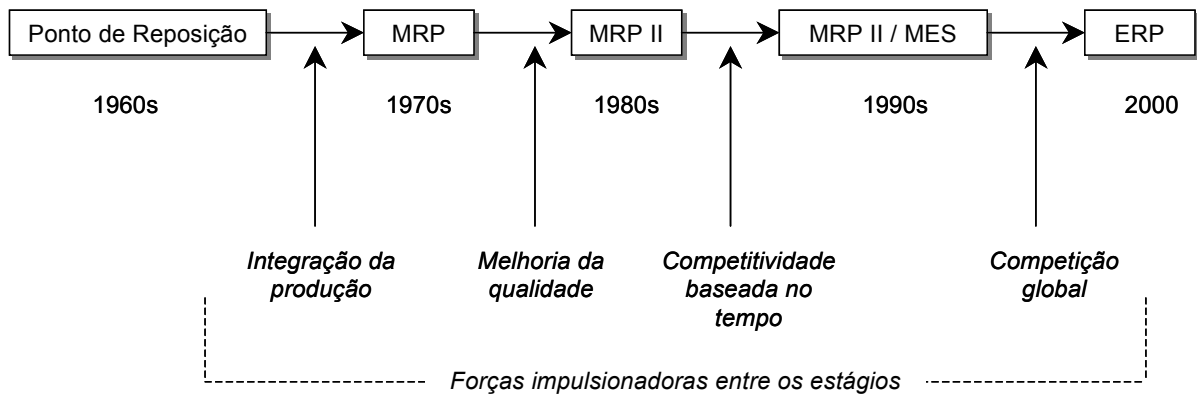 Ponto de Reposição
MRP
MRP II
MRP II / MES
ERP
1960s
1970s
1980s
1990s
2000
Integração da
produção
Melhoria da
qualidade
Competitividade
baseada no
tempo
Competição
global
Forças impulsionadoras entre os estágios